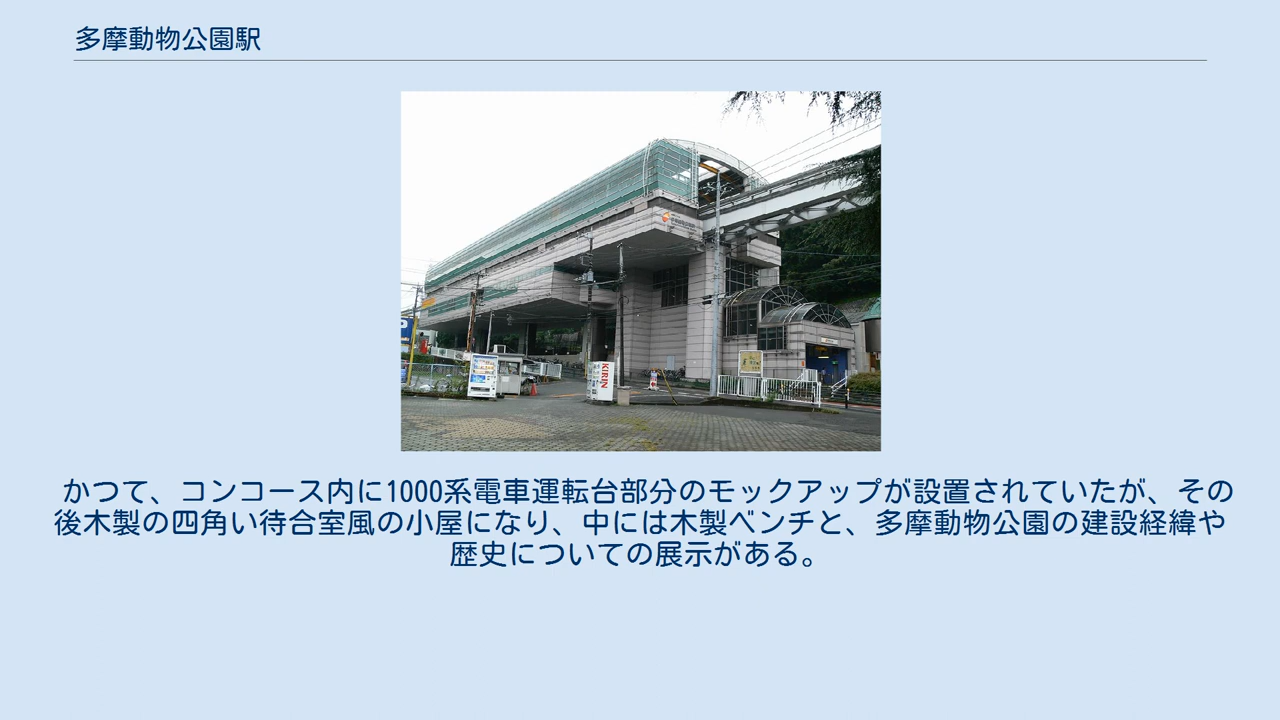 多摩動物公園駅
KIRIN
P
かつて、コンコース内に1000系電車運転台部分のモックアップが設置されていたが、その
後木製の四角い待合室風の小屋になり、中には木製ベンチと、多摩動物公園の建設経緯や
歴史についての展示がある。